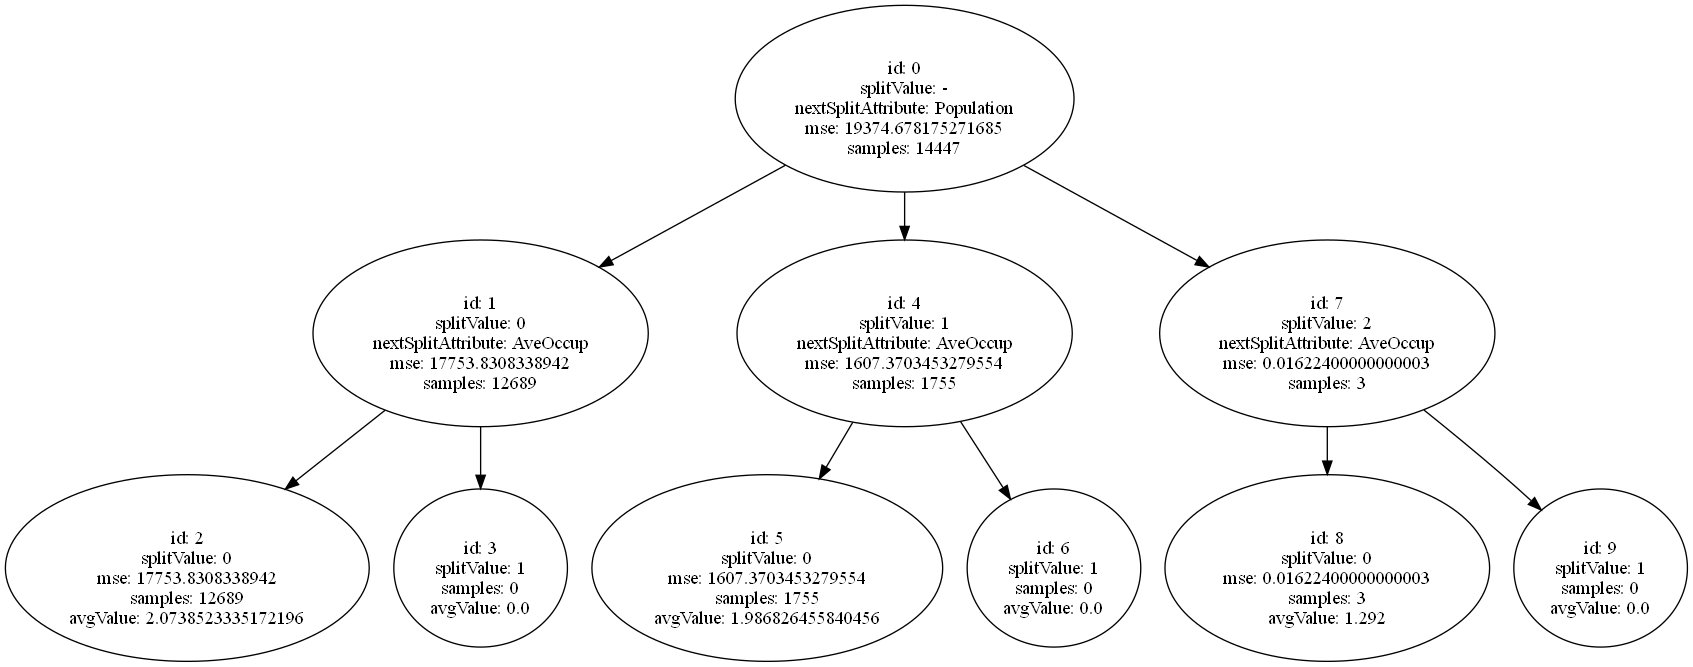 id: 0
splitValue: -
nextSplitAttribute: Population
mse: 19374.678175271685
samples: 14447
id: 1
splitValue: 0
nextSplitAttribute: AveOccup
mse: 17753.8308338942
samples: 12689
id: 4
splitValue: 1
nextSplitAttribute: AveOccup
mse: 1607.3703453279554
samples: 1755
id: 7
splitValue: 2
nextSplitAttribute: AveOccup
mse: 0.01622400000000003
samples: 3
id: 2
splitValue: 0
mse: 17753.8308338942
samples: 12689
avgValue: 2.0738523335172196
id: 3
splitValue: 1
samples: 0
avgValue: 0.0
id: 5
splitValue: 0
mse: 1607.3703453279554
samples: 1755
avgValue: 1.986826455840456
id: 6
splitValue: 1
samples: 0
avgValue: 0.0
id: 8
splitValue: 0
mse: 0.01622400000000003
samples: 3
avgValue: 1.292
id: 9
splitValue: 1
samples: 0
avgValue: 0.0